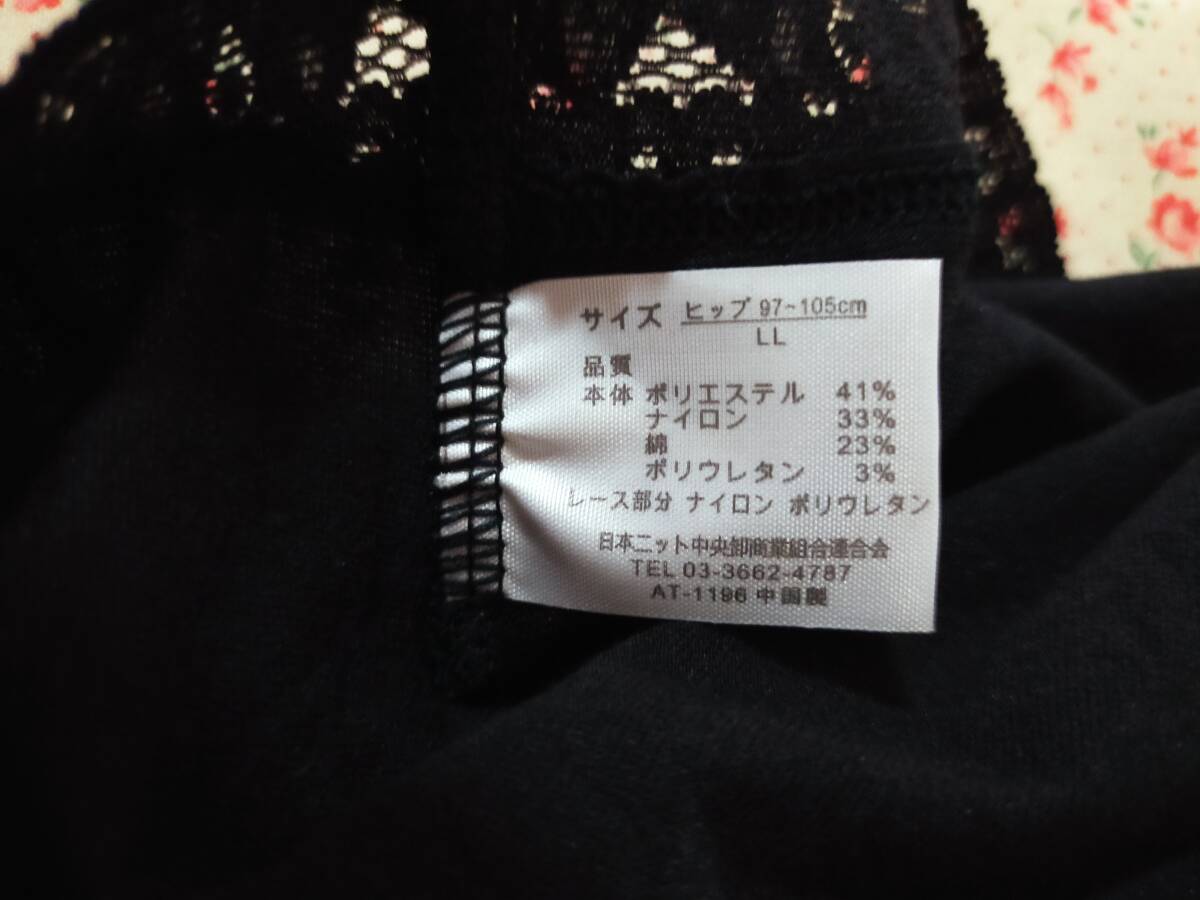 サイズ ヒップ 97~105cm
LL
品質
本体 ポリエステル 41%
ナイロン 33%
綿 23%
ポリウレタン 3%
レース部分 ナイロン ポリウレタン
日本ニット中央卸商業組合連合会
TEL 03-3662-4787
AT-1196 中国製